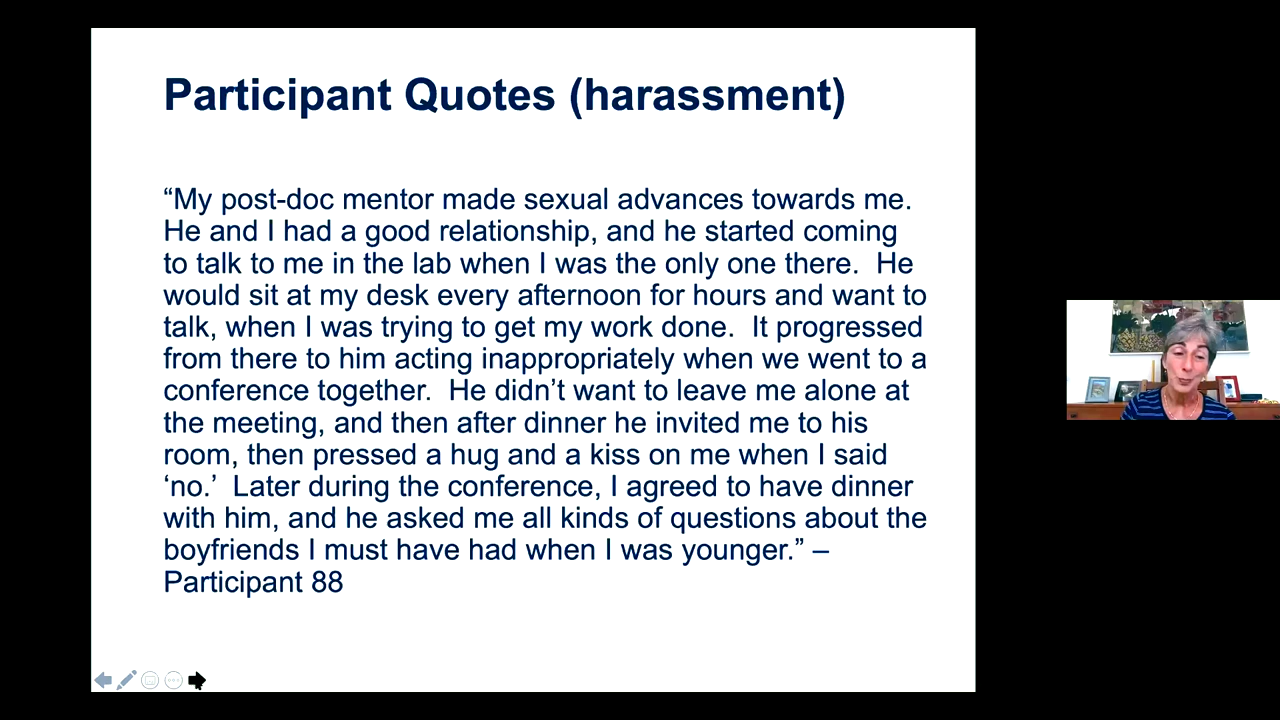 Participant Quotes (harassment)
“My post-doc mentor made sexual advances towards me.
He and I had a good relationship, and he started coming
to talk to me in the lab when I was the only one there.  He
would sit at my desk every afternoon for hours and want to
talk, when I was trying to get my work done.  It progressed
from there to him acting inappropriately when we went to a
conference together.  He didn’t want to leave me alone at
the meeting, and then after dinner he invited me to his
room, then pressed a hug and a kiss on me when I said
‘no.’  Later during the conference, I agreed to have dinner
with him, and he asked me all kinds of questions about the
boyfriends I must have had when I was younger.” –
Participant 88